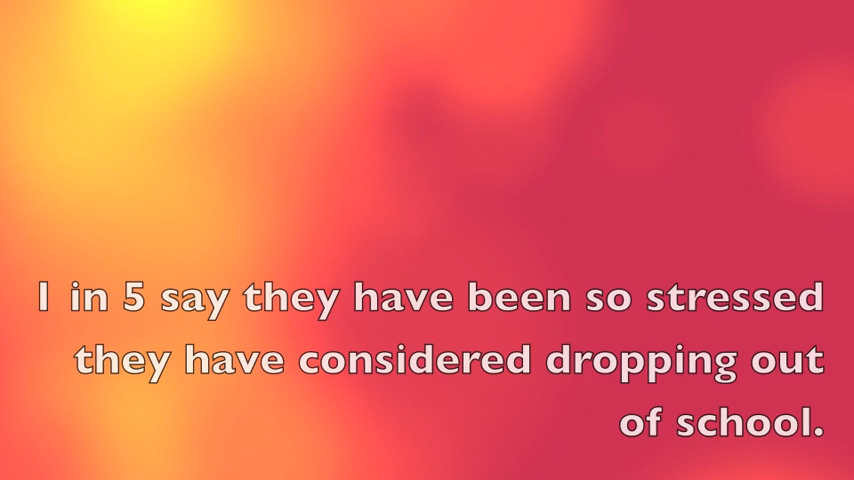 1 in 5 say they have been so stressed
they have considered dropping out
of school.